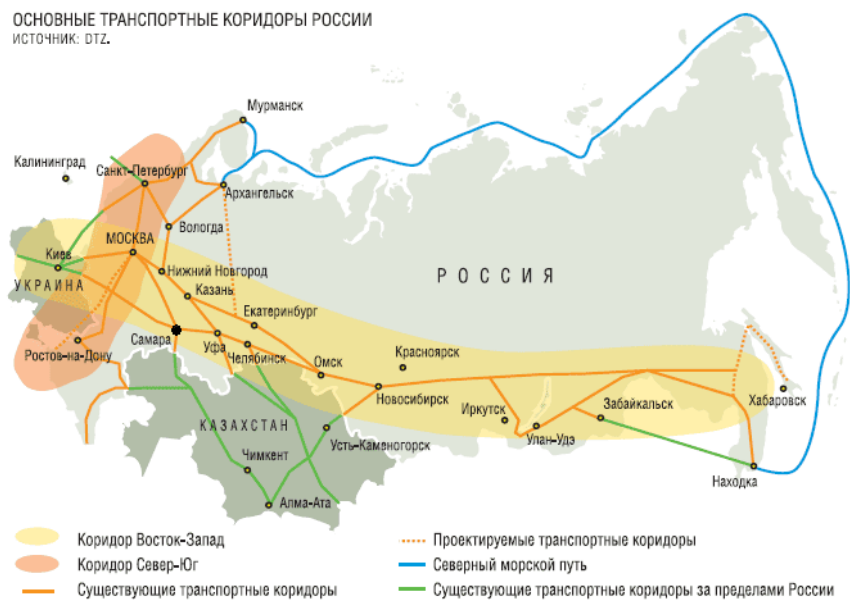 ОСНОВНЫЕ ТРАНСПОРТНЫЕ КОРИДОРЫ РОССИИ
ИСТОЧНИК: DTZ.
Мурманск
Калининград
Санкт-Петербург
Архангельск
Вологда
МОСКВА
Киев
УКРАИНА
Нижний Новгород
РОССИЯ
Казань
Екатеринбург
Самара
Уфа
Ростов-на-Дону
Челябинск
Омск
Красноярск
Новосибирск
Иркутск
Забайкальск
Хабаровск
Улан-Удэ
КАЗАХСТАН
Усть-Каменогорск
Чимкент
Находка
Алма-Ата
Коридор Восток-Запад
Коридор Север-Юг
Существующие транспортные коридоры
Проектируемые транспортные коридоры
Северный морской путь
Существующие транспортные коридоры за пределами России